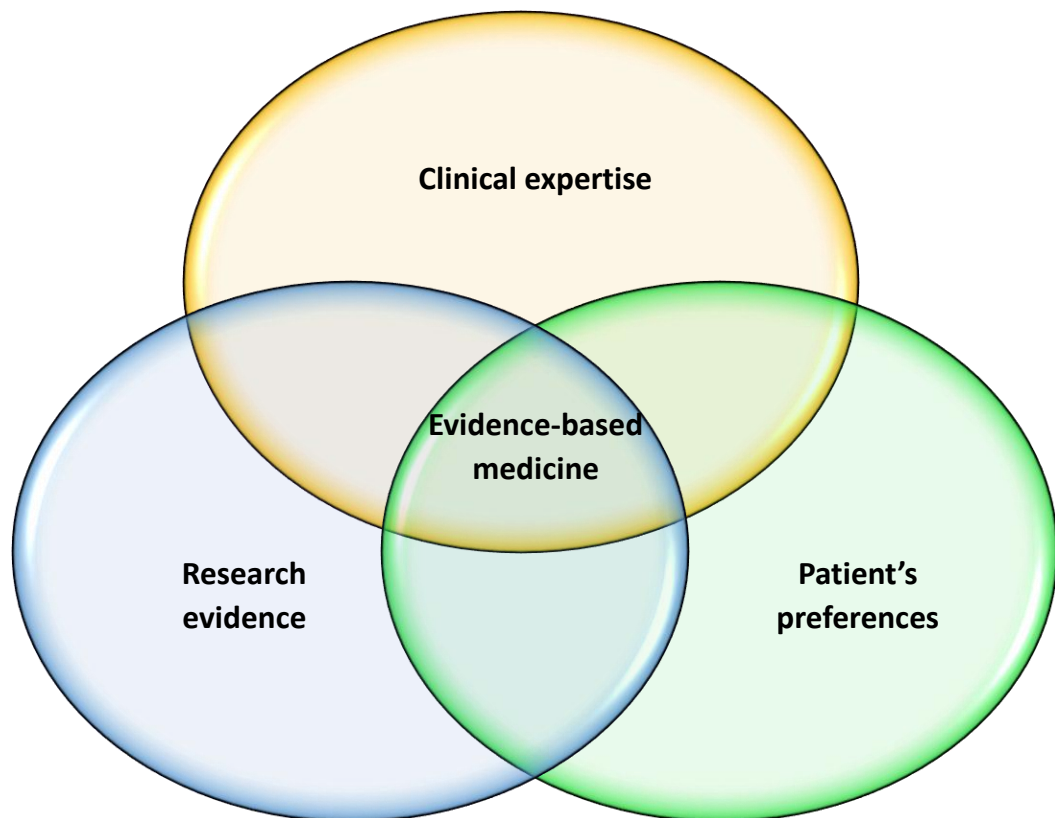 Clinical expertise
Evidence-based
medicine
Research
evidence
Patient’s
preferences